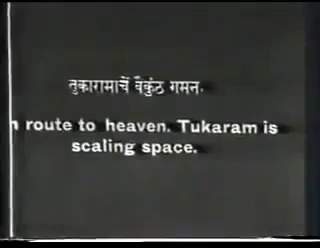 तुकारामाचें वैकुंठ गमन.
n route to heaven. Tukaram is
scaling space.